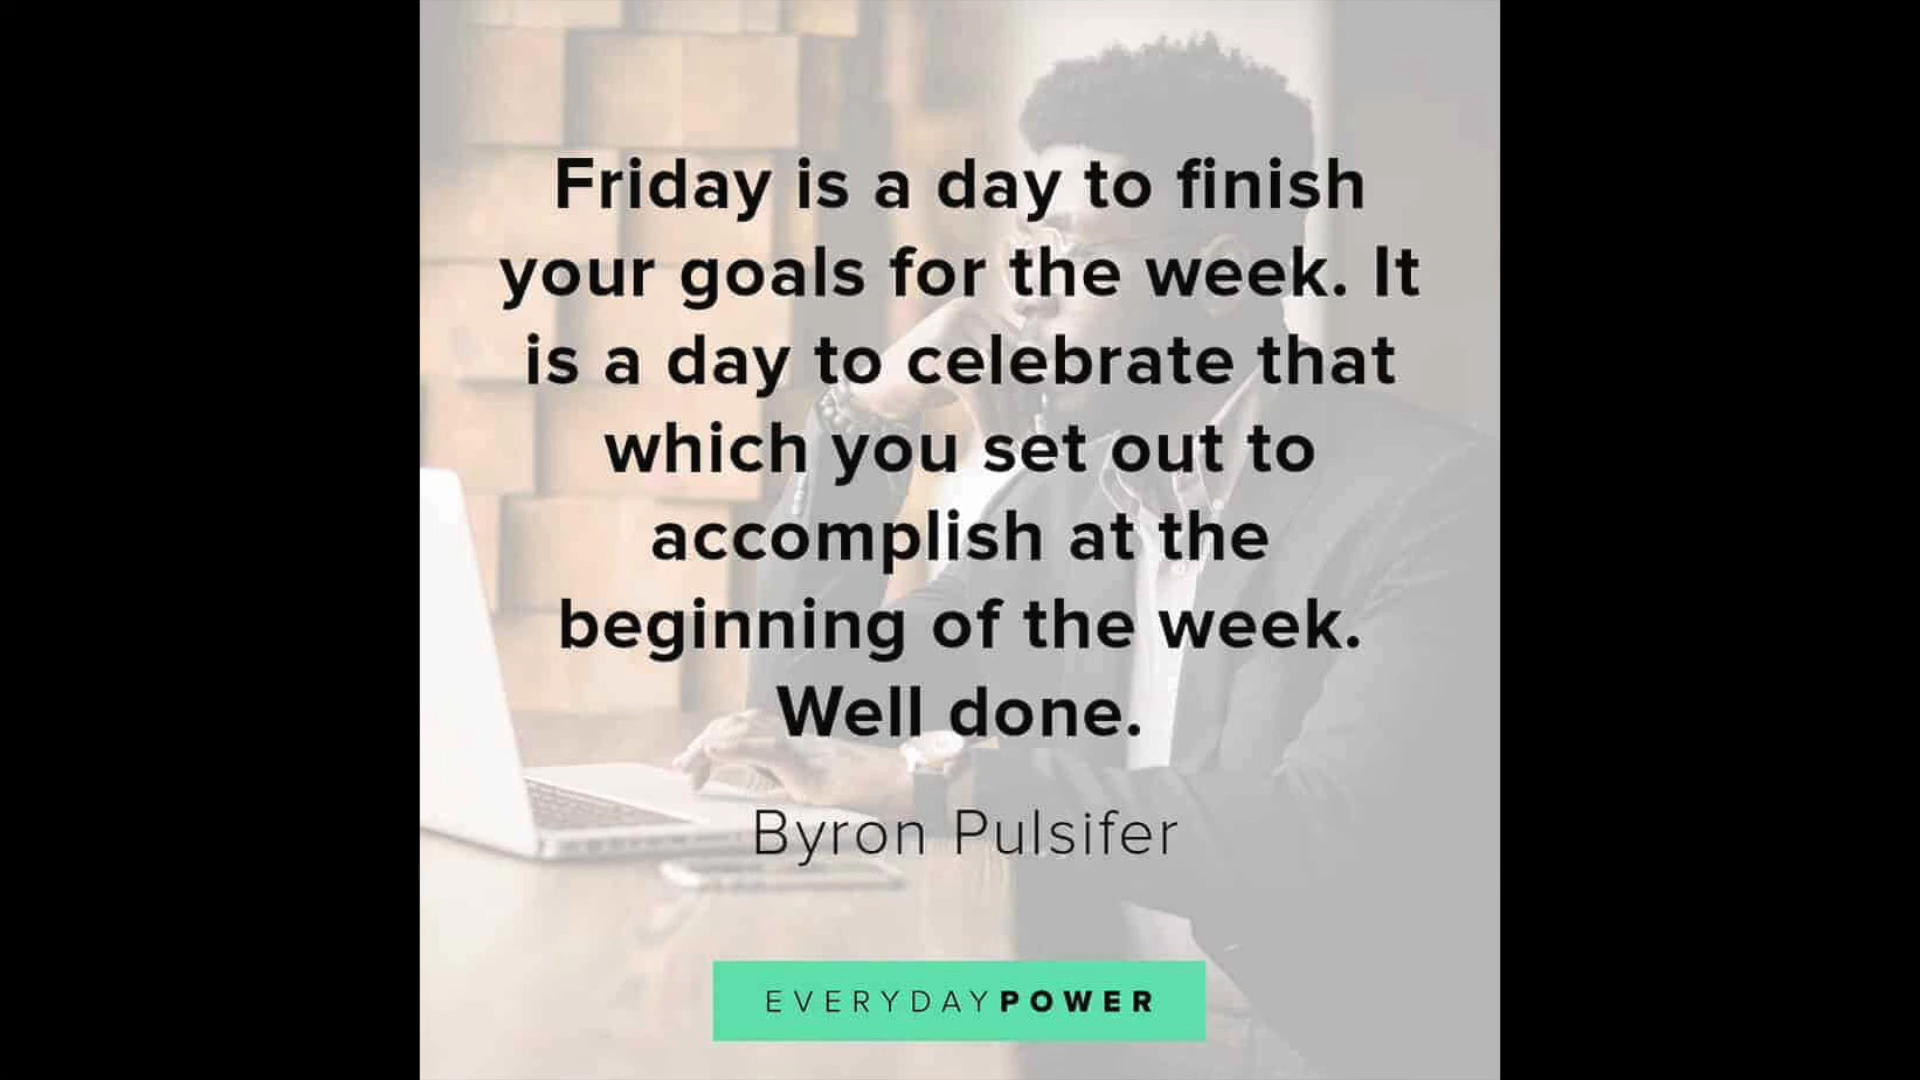 Friday is a day to finish
your goals for the week. It
is a day to celebrate that
which you set out to
accomplish at the
beginning of the week.
Well done.
Byron Pulsifer
EVERYDAYPOWER